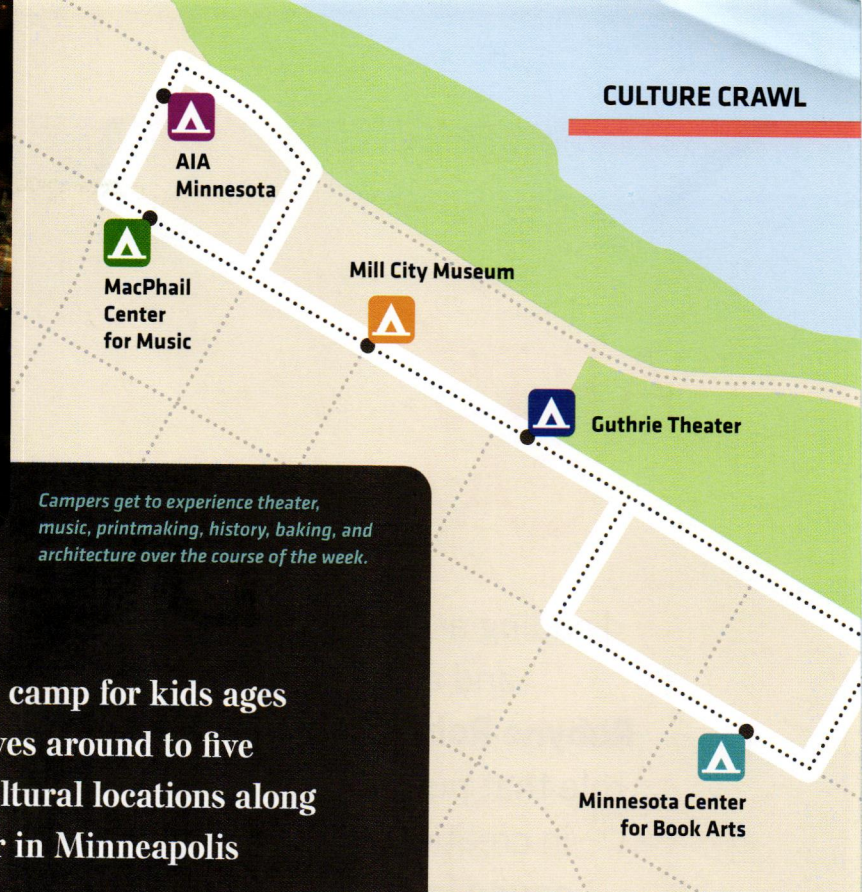 CULTURE CRAWL
AIA
Minnesota
MacPhail
Center
for Music
Mill City Museum
Guthrie Theater
Campers get to experience theater,
music, printmaking, history, baking, and
architecture over the course of the week.
camp for kids ages
around to five
locations along
in Minneapolis
Minnesota Center
for Book Arts